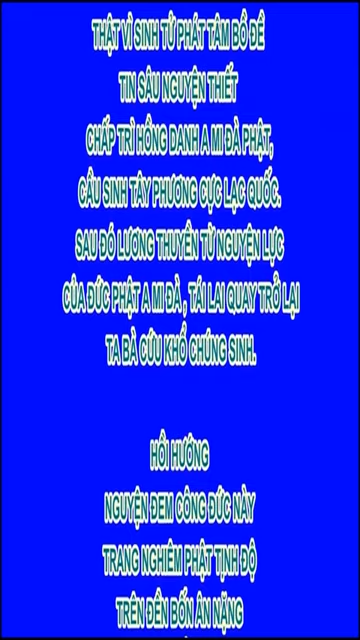 THẬT VÌ SINH TỬ PHÁT TÂM BỒ ĐỀ
TIN SÂU NGUYỆN THIẾT
CHẤP TRÌ HỒNG DANH A MI ĐÀ PHẬT,
CẦU SINH TÂY PHƯƠNG CỰC LẠC QUỐC.
SAU ĐÓ LƯƠNG THUYỀN TỪ NGUYỆN LỰC
CỦA ĐỨC PHẬT A MI ĐÀ , TÁI LAI QUAY TRỞ LẠI
TA BÀ CỨU KHỔ CHÚNG SINH.
HỒI HƯỚNG
NGUYỆN ĐEM CÔNG ĐỨC NÀY
TRANG NGHIÊM PHẬT TỊNH ĐỘ
TRÊN ĐỀN BỐN ÂN NẶNG